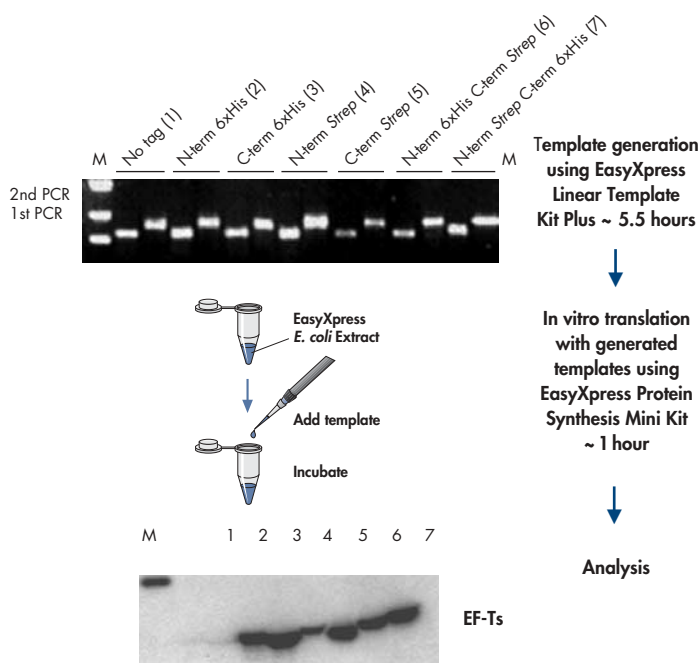 No tag (1)
N-term 6xHis (2)
C-term 6xHis (3)
N-term Strep (4)
C-term Strep (5)
N-term 6xHis C-term Strep (6)
N-term Strep C-term 6xHis (7)
M
M
2nd PCR
1st PCR
Template generation
using EasyXpress
Linear Template
Kit Plus ~ 5.5 hours
EasyXpress
E. coli Extract
Add template
Incubate
In vitro translation
with generated
templates using
EasyXpress Protein
Synthesis Mini Kit
~ 1 hour
M 1 2 3 4 5 6 7
EF-Ts
Analysis